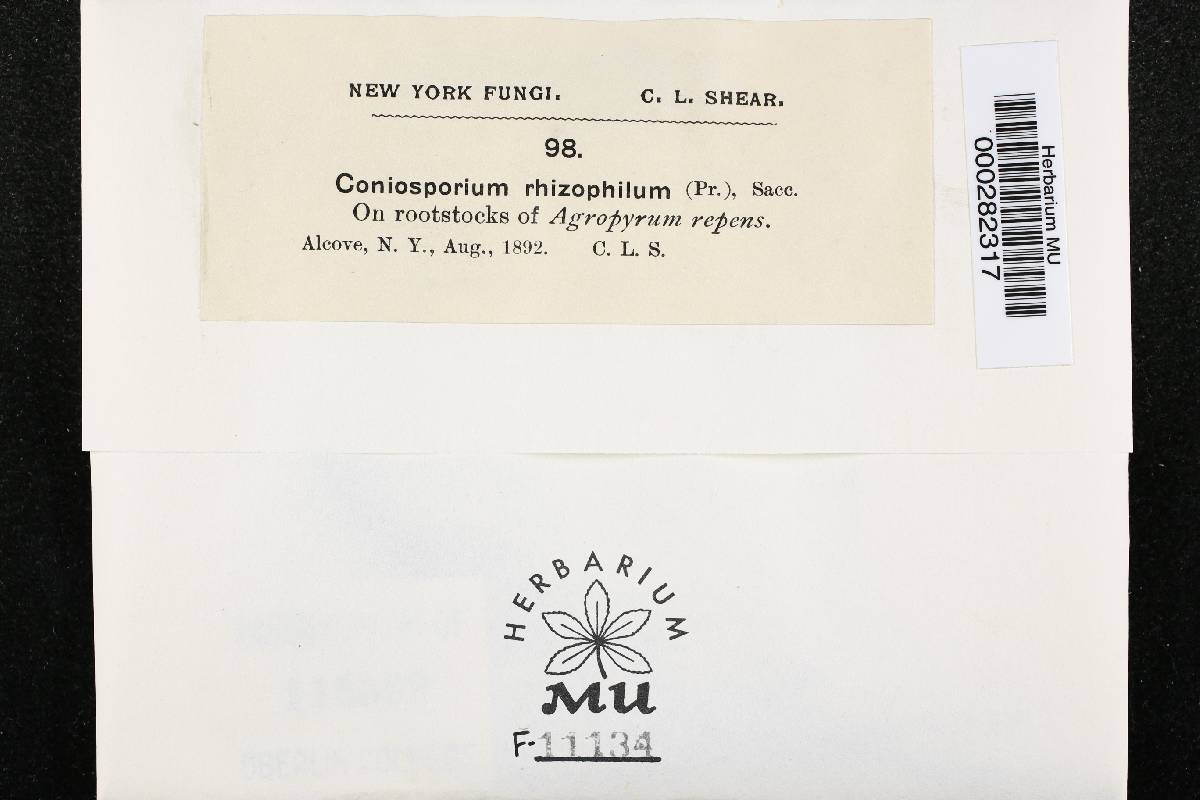 NEW YORK FUNGI. C. L. SHEAR.
98.
Coniosporium rhizophilum (Pr.), Sacc.
On rootstocks of Agropyrum repens.
Alcove, N. Y., Aug., 1892. C. L. S.
Herbarium MU
000282317
HERBARIUM
MU
F-11134